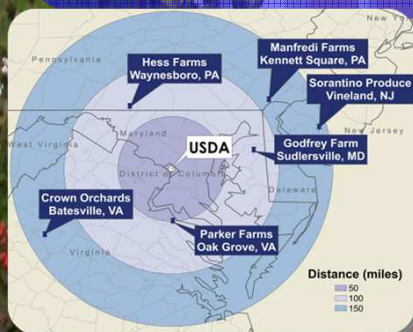 New York
Pennsylvania
Manfredi Farms
Kennett Square, PA
Hess Farms
Waynesboro, PA
Sorantino Produce
Vineland, NJ
New Jersey
Maryland
West Virginia
USDA
Godfrey Farm
Sudlersville, MD
District of Columbia
Delaware
Crown Orchards
Batesville, VA
Parker Farms
Oak Grove, VA
Virginia
Distance (miles)
50
100
150